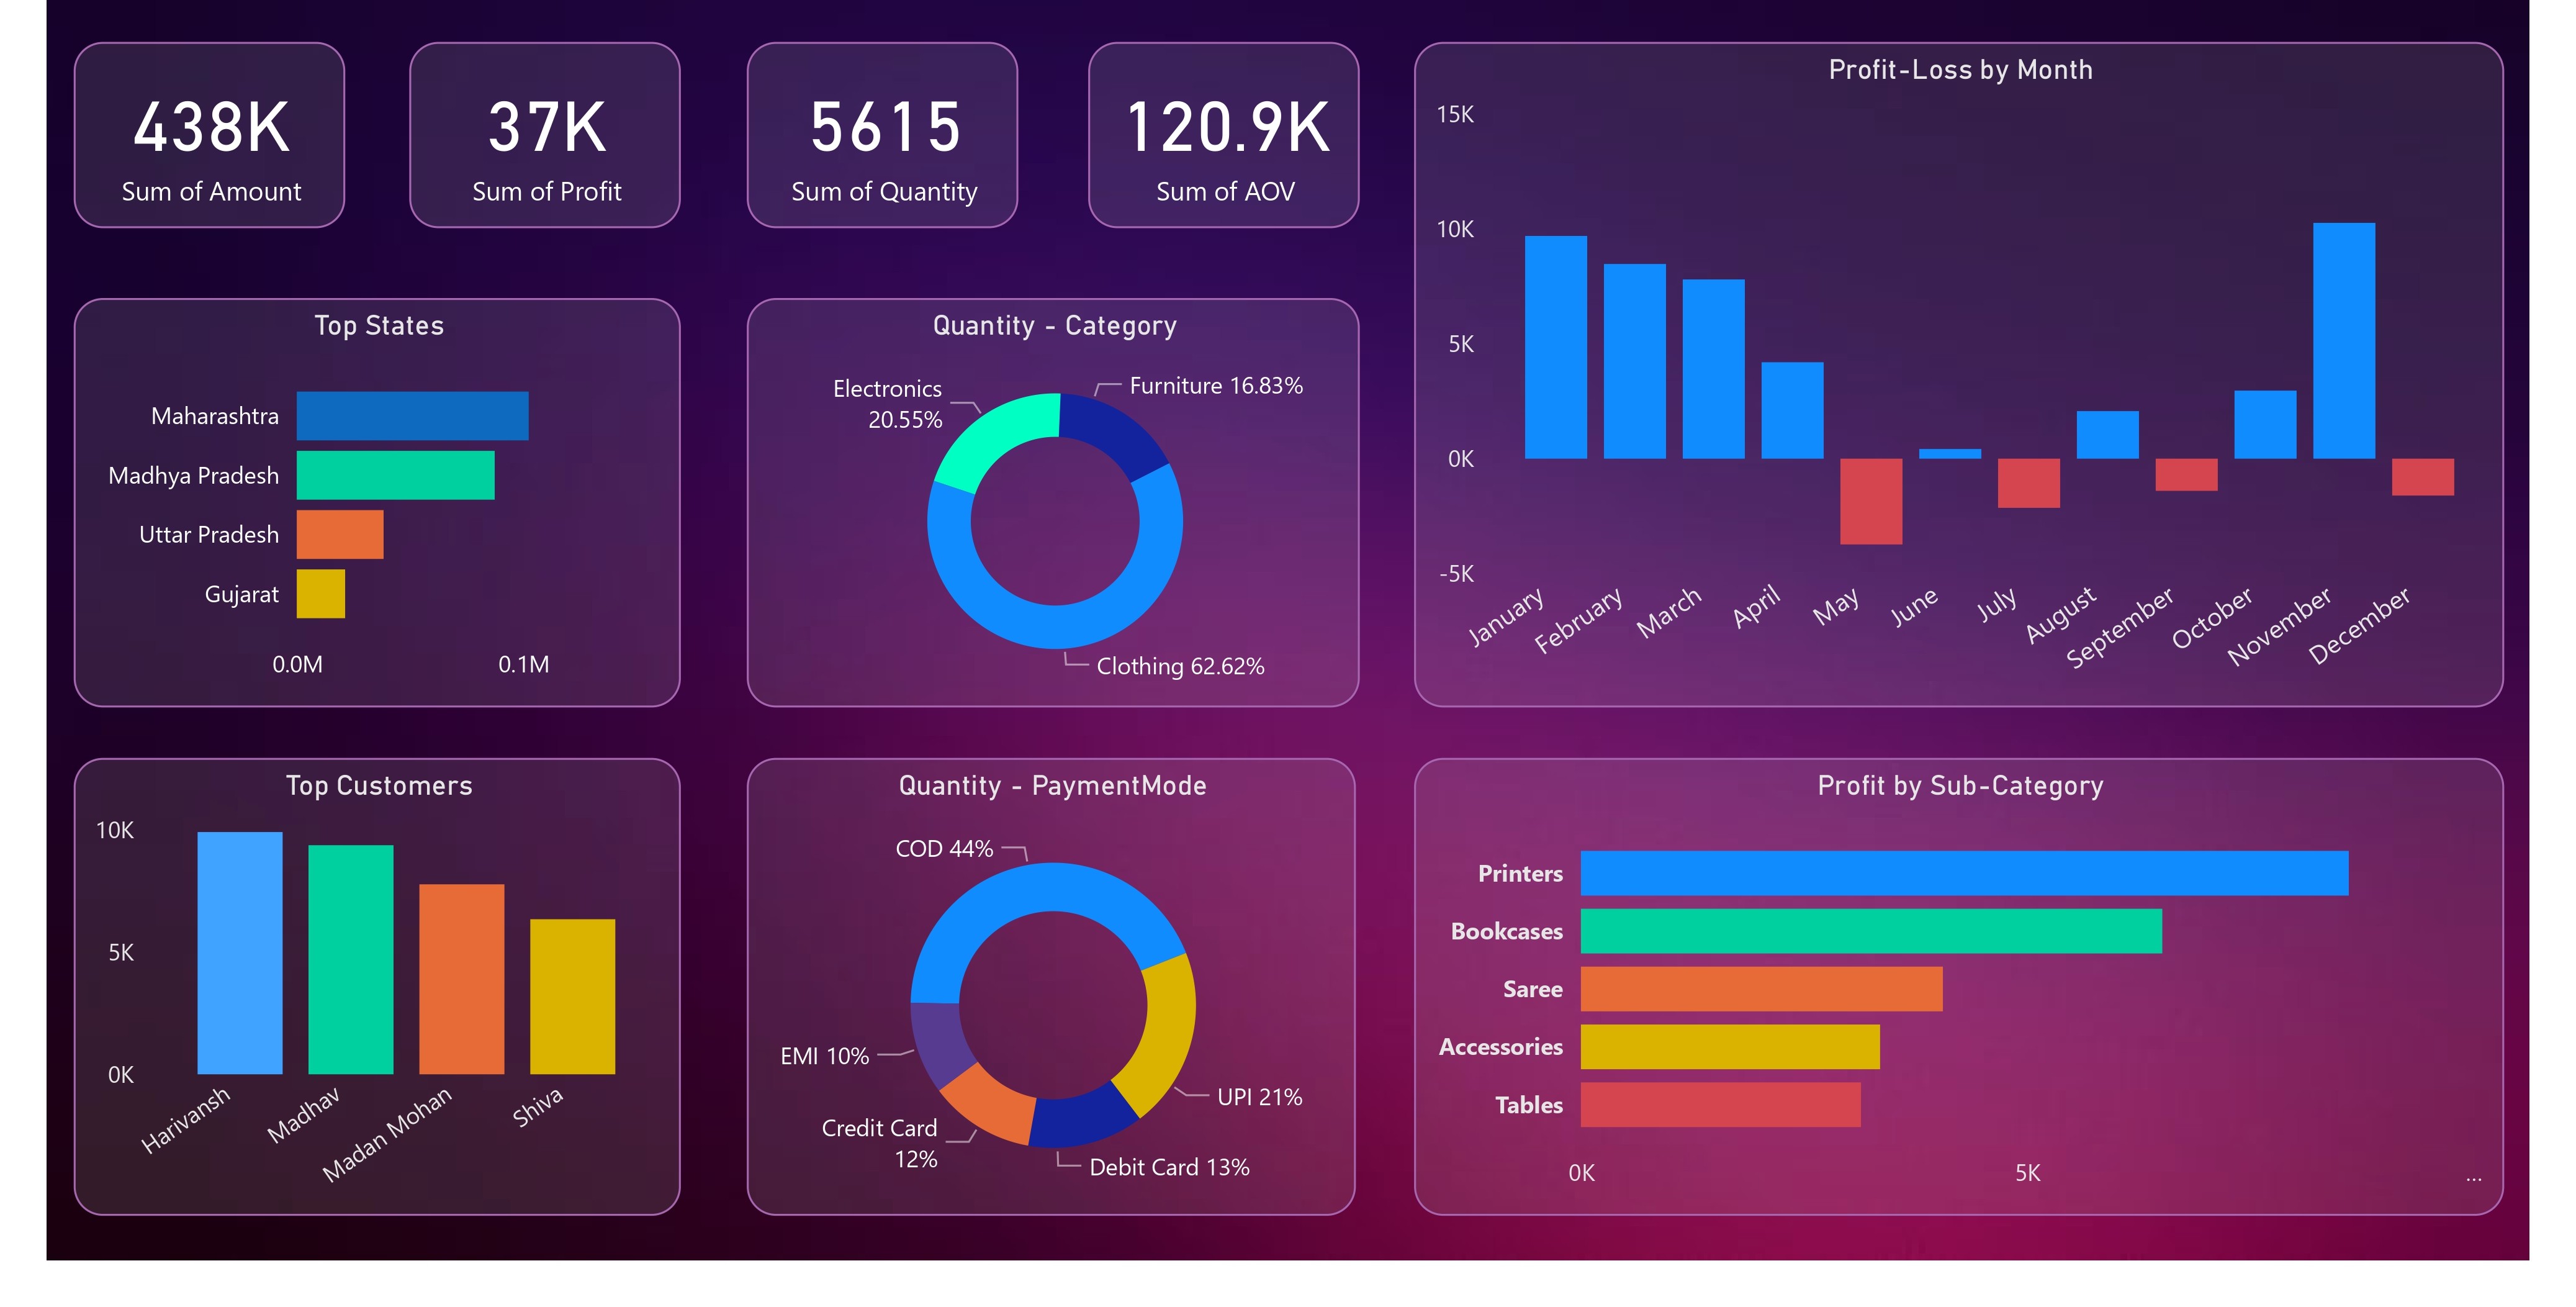 438K
Sum of Amount
37K
Sum of Profit
5615
Sum of Quantity
120.9K
Sum of AOV
Profit-Loss by Month
15K
10K
5K
0K
-5K
January
February
March
April
May
June
July
August
September
October
November
December
Top States
Maharashtra
Madhya Pradesh
Uttar Pradesh
Gujarat
0.0M
0.1M
Quantity - Category
Electronics
20.55%
Furniture 16.83%
Clothing 62.62%
Top Customers
10K
5K
0K
Harivansh
Madhav
Madan Mohan
Shiva
Quantity - PaymentMode
COD 44%
EMI 10%
Credit Card
12%
Debit Card 13%
UPI 21%
Profit by Sub-Category
Printers
Bookcases
Saree
Accessories
Tables
0K
5K
...